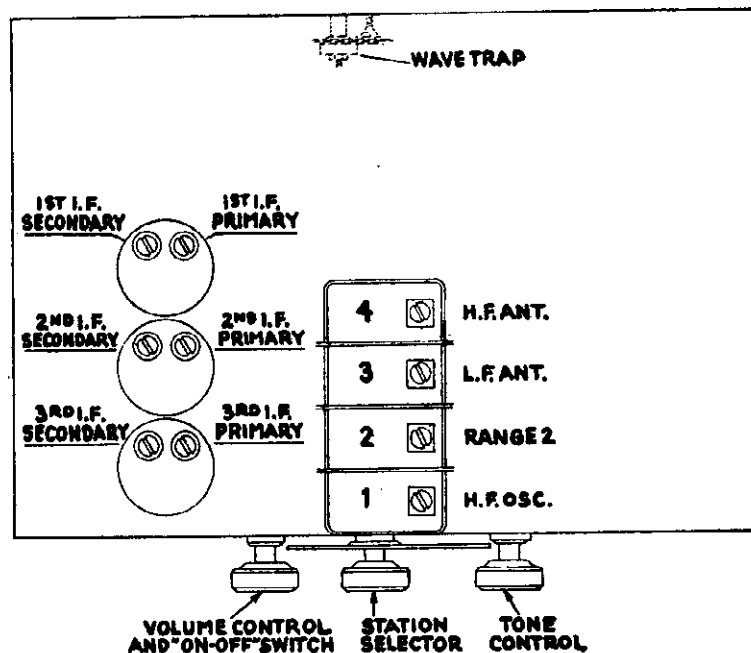 WAVE TRAP
1ST I.F.
SECONDARY
1ST I.F.
PRIMARY
2ND I.F.
SECONDARY
2ND I.F.
PRIMARY
3RD I.F.
SECONDARY
3RD I.F.
PRIMARY
4 H.F. ANT.
3 L.F. ANT.
2 RANGE 2
1 H.F. OSC.
VOLUME CONTROL
AND "ON-OFF" SWITCH
STATION
SELECTOR
TONE
CONTROL